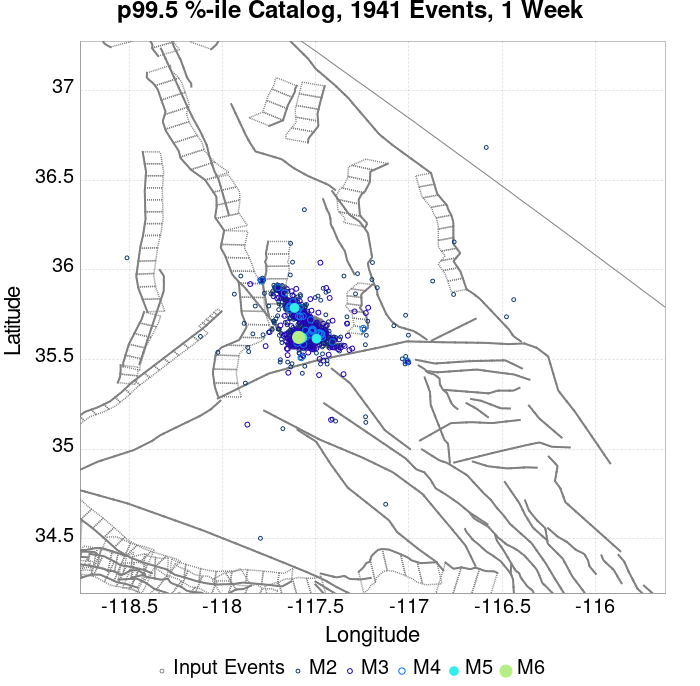 p99.5 %-ile Catalog, 1941 Events, 1 Week
37
36.5
36
35.5
35
34.5
Latitude
-118.5 -118 -117.5 -117 -116.5 -116
Longitude
Input Events M2 M3 M4 M5 M6